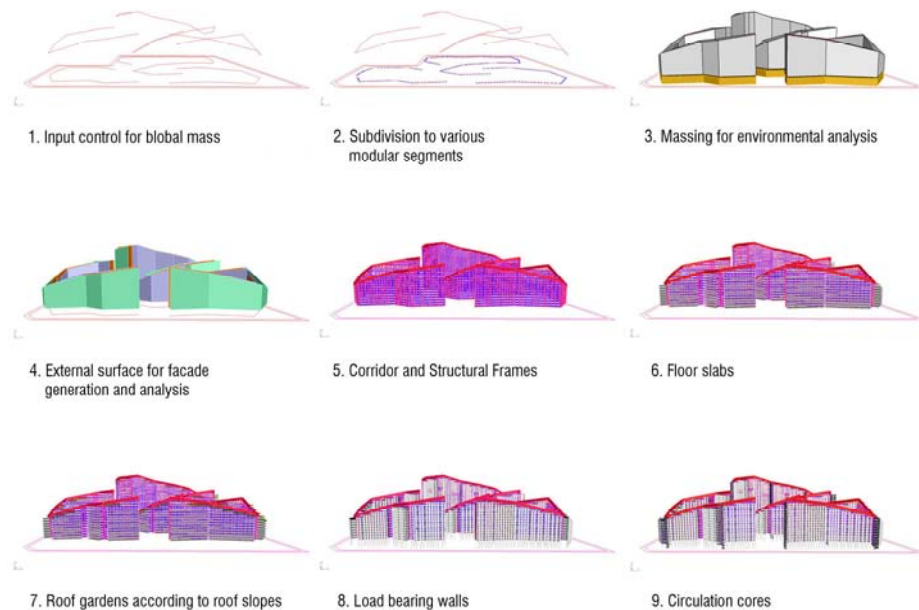 1. Input control for blobal mass
2. Subdivision to various
modular segments
3. Massing for environmental analysis
4. External surface for facade
generation and analysis
5. Corridor and Structural Frames
6. Floor slabs
7. Roof gardens according to roof slopes
8. Load bearing walls
9. Circulation cores